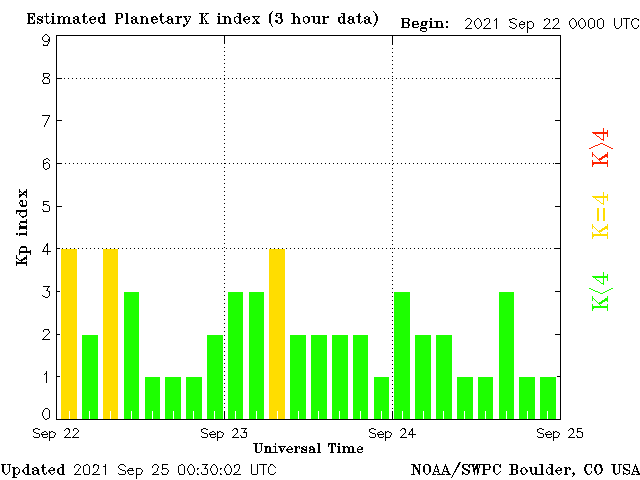 Estimated Planetary K index (3 hour data)
Begin: 2021 Sep 22 0000 UTC
9
8
7
6
5
4
3
2
1
0
Kp index
K>4
K=4
K<4
Sep 22 Sep 23 Sep 24 Sep 25
Universal Time
Updated 2021 Sep 25 00:30:02 UTC
NOAA/SWPC Boulder, CO USA